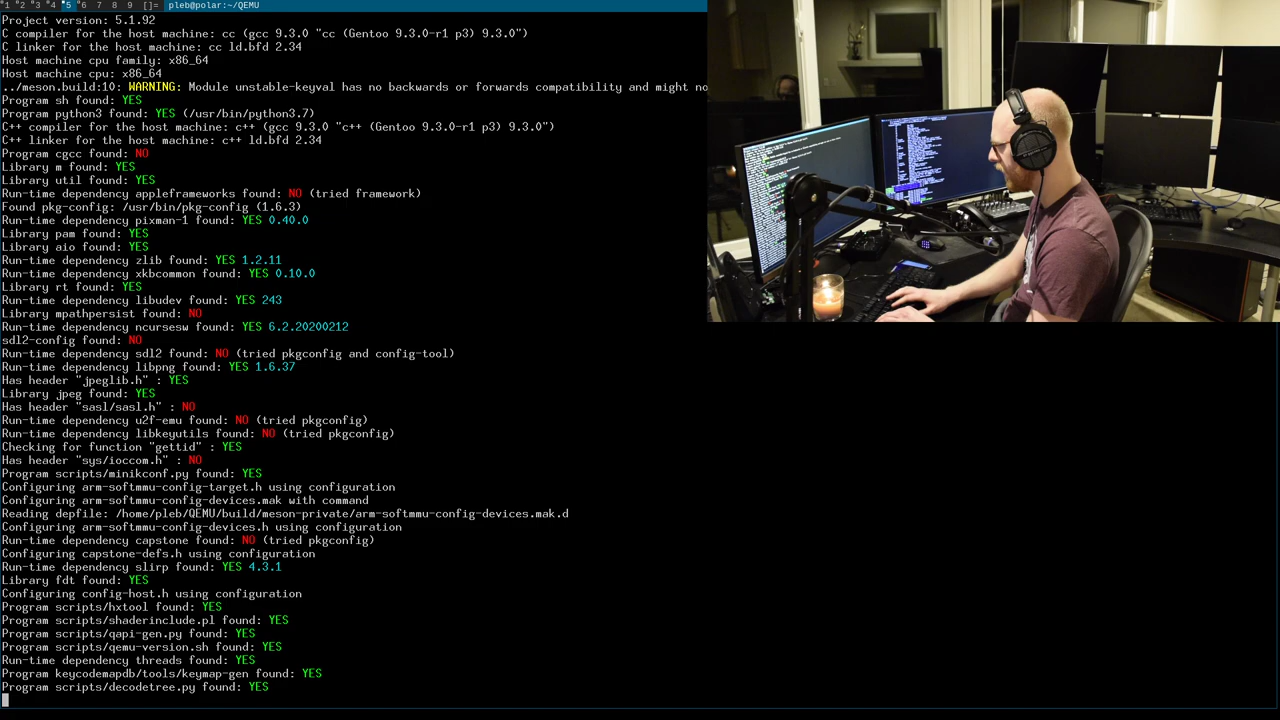 1 2 3 4 5 6 7 8 9 []= pleb@polar:~/QEMU
Project version: 5.1.92
C compiler for the host machine: cc (gcc 9.3.0 "cc (Gentoo 9.3.0-r1 p3) 9.3.0")
C linker for the host machine: cc ld.bfd 2.34
Host machine cpu family: x86_64
Host machine cpu: x86_64
../meson.build:10: WARNING: Module unstable-keyval has no backwards or forwards compatibility and might no
Program sh found: YES
Program python3 found: YES (/usr/bin/python3.7)
C++ compiler for the host machine: c++ (gcc 9.3.0 "c++ (Gentoo 9.3.0-r1 p3) 9.3.0")
C++ linker for the host machine: c++ ld.bfd 2.34
Program cgcc found: NO
Library m found: YES
Library util found: YES
Run-time dependency appleframeworks found: NO (tried framework)
Found pkg-config: /usr/bin/pkg-config (1.6.3)
Run-time dependency pixman-1 found: YES 0.40.0
Library pam found: YES
Library aio found: YES
Run-time dependency zlib found: YES 1.2.11
Run-time dependency xkbcommon found: YES 0.10.0
Library rt found: YES
Run-time dependency libudev found: YES 243
Library mpathpersist found: NO
Run-time dependency ncursesw found: YES 6.2.20200212
sdl2-config found: NO
Run-time dependency sdl2 found: NO (tried pkgconfig and config-tool)
Run-time dependency libpng found: YES 1.6.37
Has header "jpeglib.h" : YES
Library jpeg found: YES
Has header "sasl/sasl.h" : NO
Run-time dependency u2f-emu found: NO (tried pkgconfig)
Run-time dependency libkeyutils found: NO (tried pkgconfig)
Checking for function "gettid" : YES
Has header "sys/ioccom.h" : NO
Program scripts/minikconf.py found: YES
Configuring arm-softmmu-config-target.h using configuration
Configuring arm-softmmu-config-devices.mak with command
Reading depfile: /home/pleb/QEMU/build/meson-private/arm-softmmu-config-devices.mak.d
Configuring arm-softmmu-config-devices.h using configuration
Run-time dependency capstone found: NO (tried pkgconfig)
Configuring capstone-defs.h using configuration
Run-time dependency slirp found: YES 4.3.1
Library fdt found: YES
Configuring config-host.h using configuration
Program scripts/hxtool found: YES
Program scripts/shaderinclude.pl found: YES
Program scripts/qapi-gen.py found: YES
Program scripts/qemu-version.sh found: YES
Run-time dependency threads found: YES
Program keycodemapdb/tools/keymap-gen found: YES
Program scripts/decodetree.py found: YES